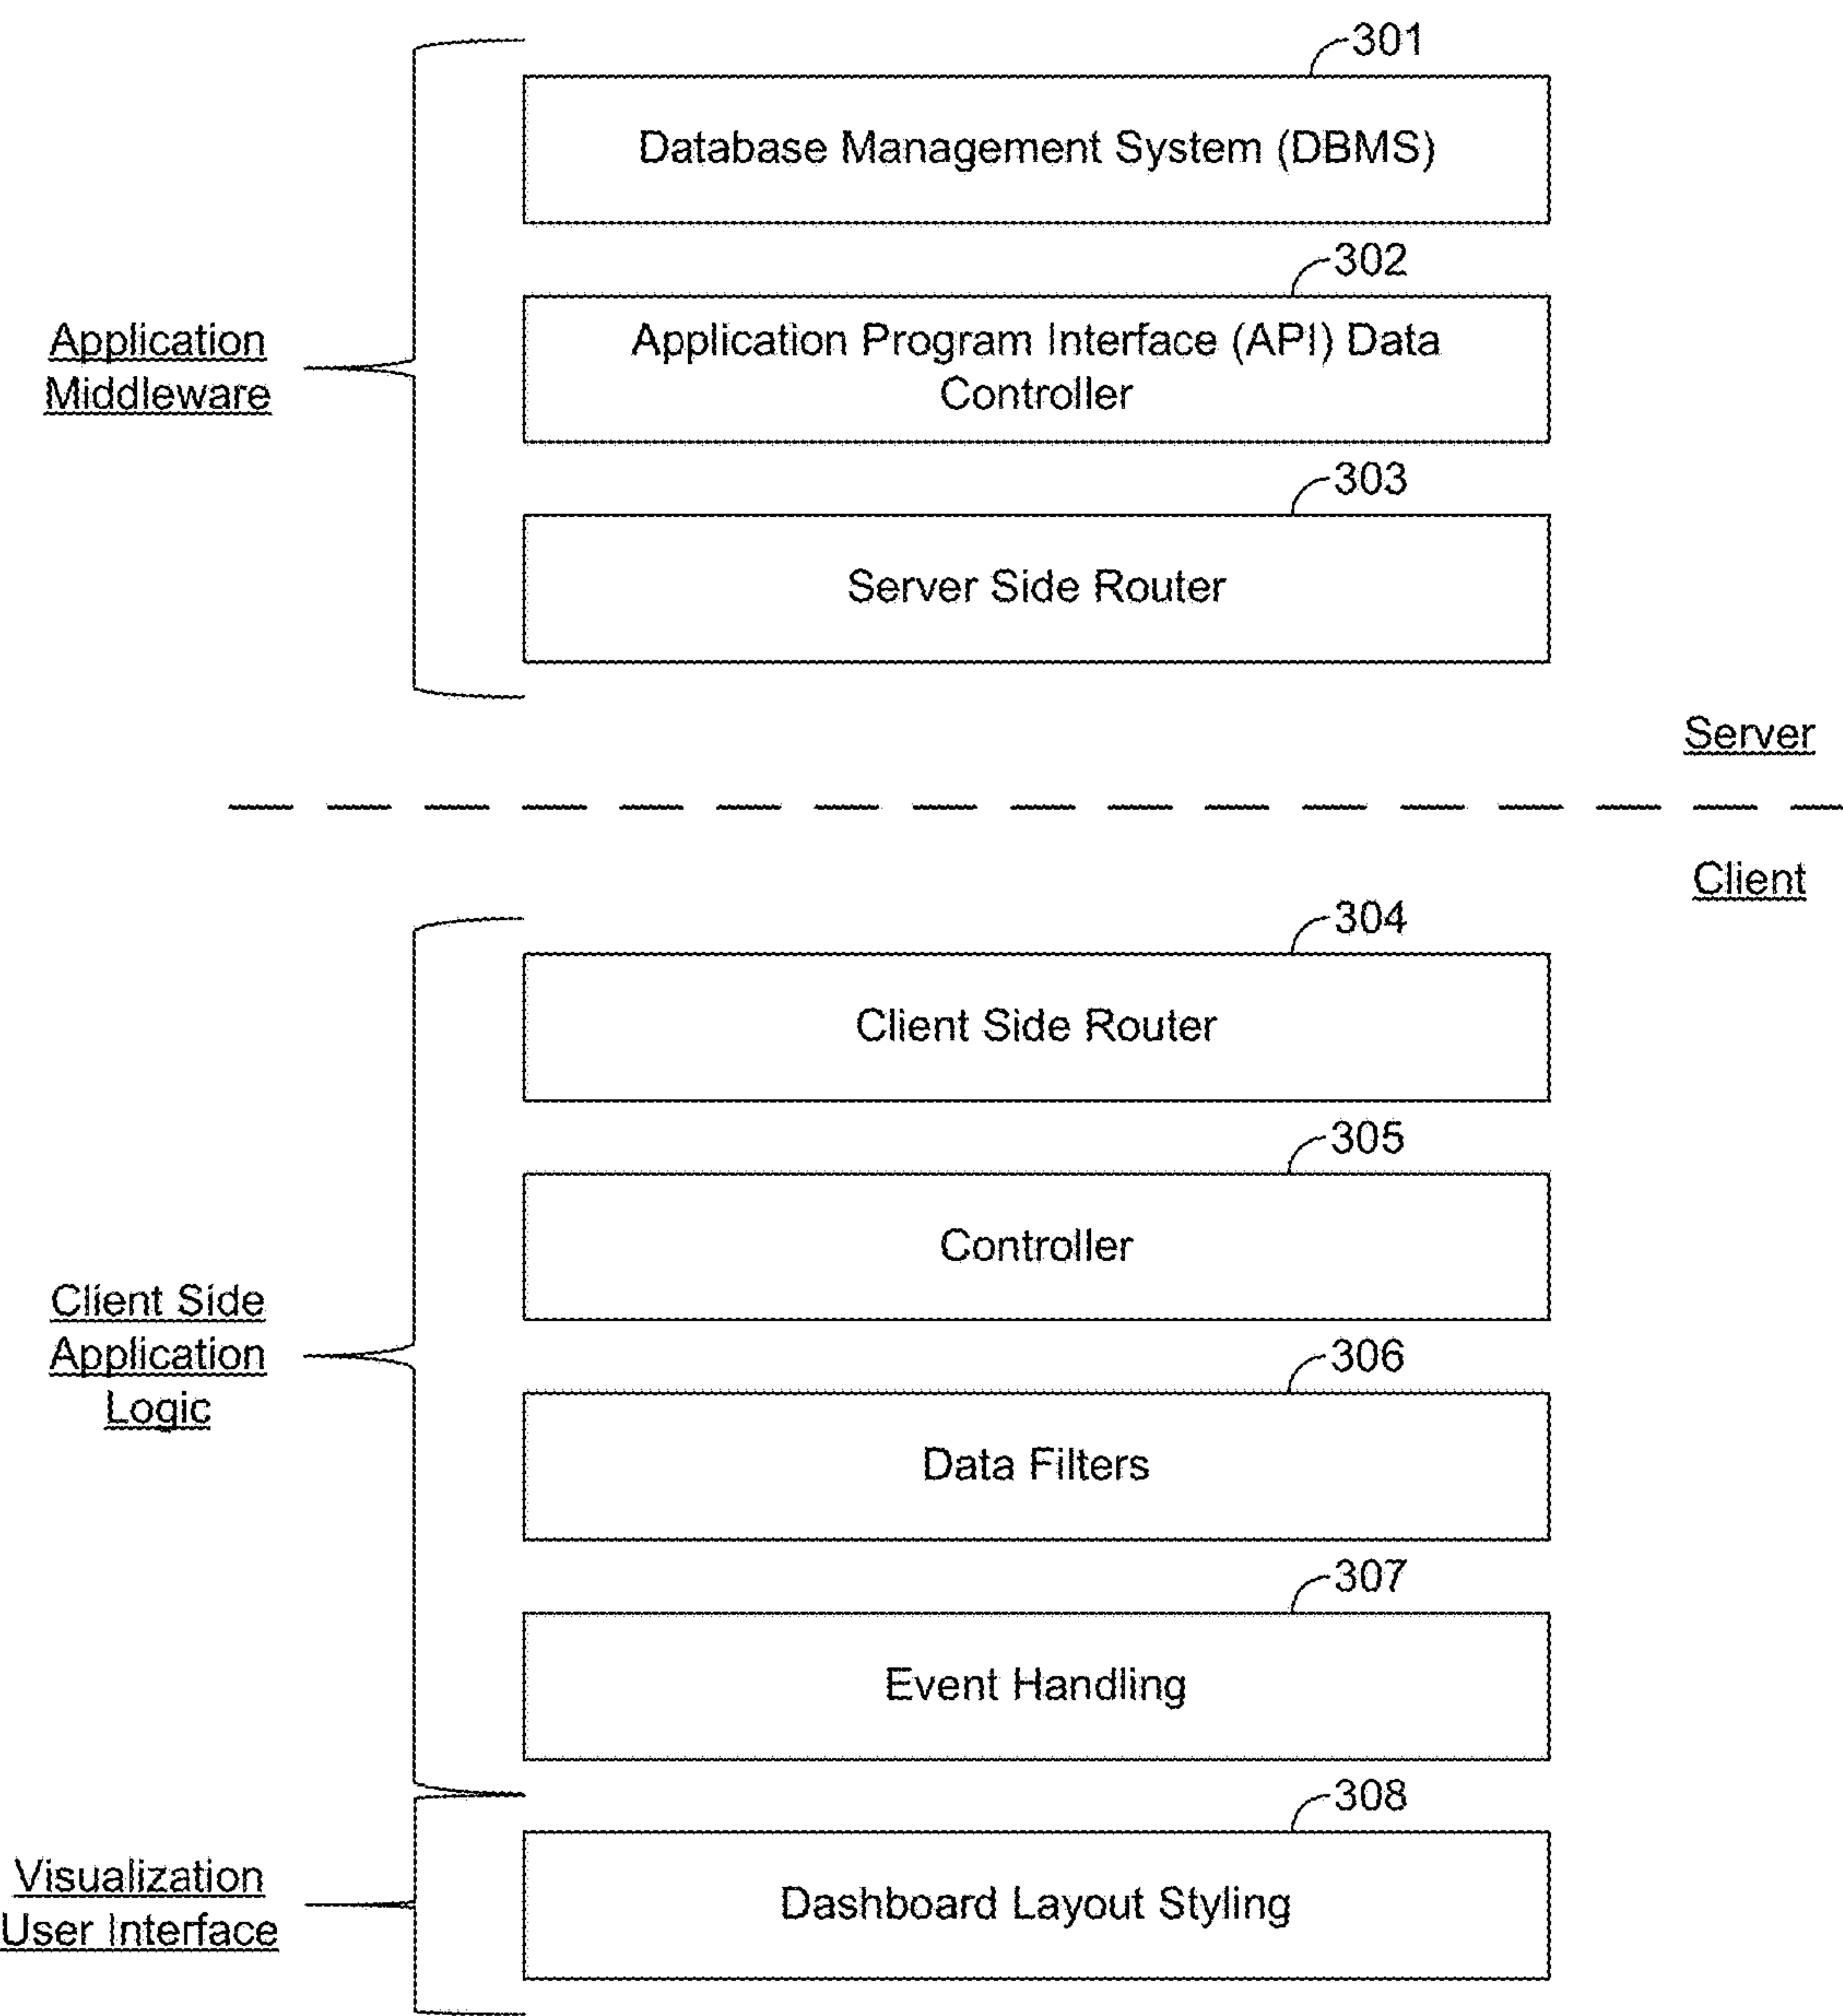 301
Database Management System (DBMS)
302
Application Program Interface (API) Data
Controller
Application
Middleware
303
Server Side Router
Server
Client
304
Client Side Router
305
Controller
Client Side
Application
Logic
306
Data Filters
307
Event Handling
308
Visualization
User Interface
Dashboard Layout Styling